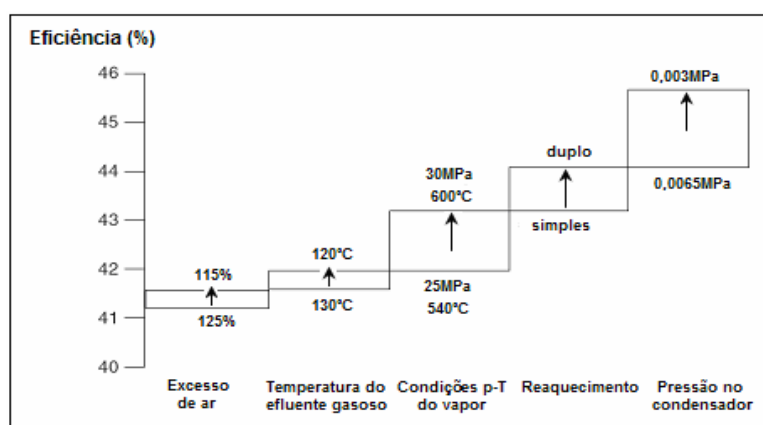 Eficiência (%)
46
45
44
43
42
41
40
115%
125%
120°C
130°C
30MPa
600°C
25MPa
540°C
duplo
simples
0,003MPa
0,0065MPa
Excesso
de ar
Temperatura do
efluente gasoso
Condições p-T
do vapor
Reaquecimento
Pressão no
condensador